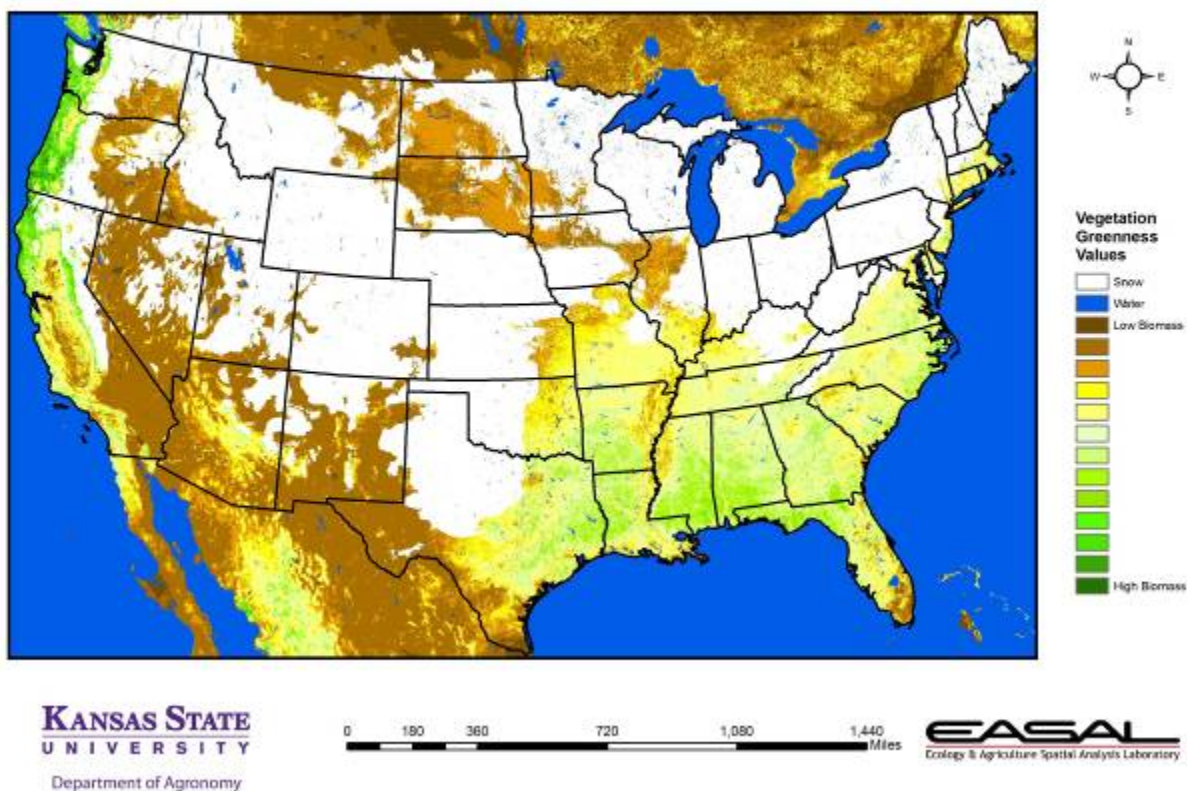 N
W E
S
Vegetation
Greenness
Values
Snow
Water
Low Biomass
High Biomass
KANSAS STATE
UNIVERSITY
Department of Agronomy
0 180 360 720 1,080 1,440
Miles
EASAL
Ecology & Agriculture Spatial Analysis Laboratory